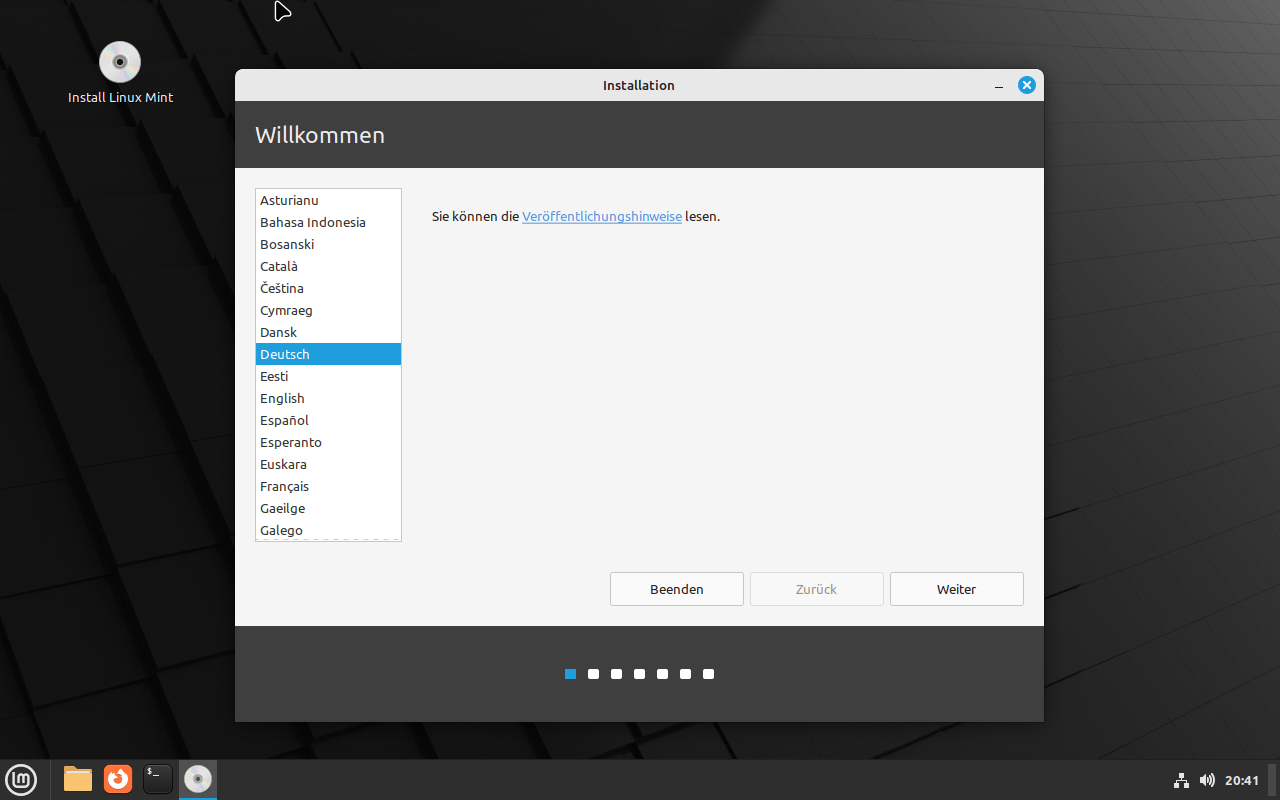 Install Linux Mint
Installation
Willkommen
Asturianu
Bahasa Indonesia
Bosanski
Català
Čeština
Cymraeg
Dansk
Deutsch
Eesti
English
Español
Esperanto
Euskara
Français
Gaeilge
Galego
Sie können die Veröffentlichungshinweise lesen.
Beenden
Zurück
Weiter
$_
20:41